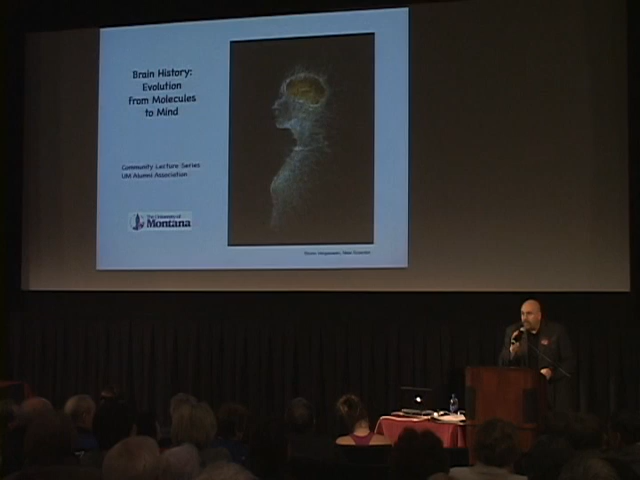 Brain History:
Evolution
From Molecules
to Mind
Community Lecture Series
UM Alumni Association
The University of
Montana